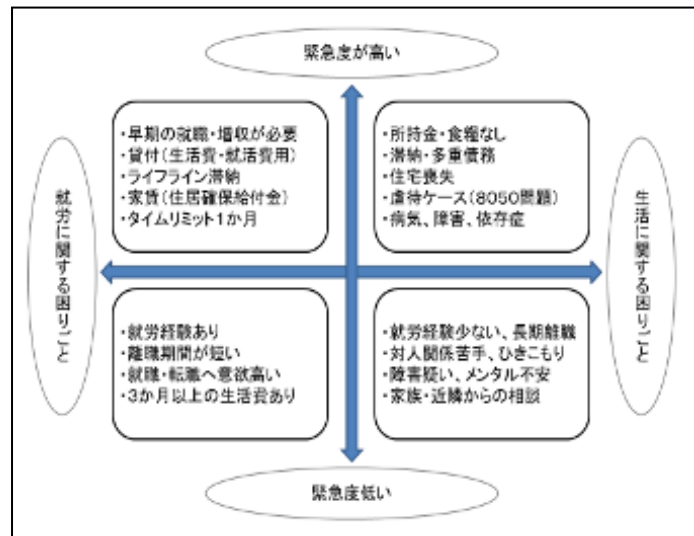 緊急度が高い
就労に関する困りごと
・早期の就職・増収が必要
・貸付(生活費・就活費用)
・ライフライン滞納
・家賃(住居確保給付金)
・タイムリミット1か月
・所持金・食糧なし
・滞納・多重債務
・住宅喪失
・虐待ケース(8050問題)
・病気、障害、依存症
生活に関する困りごと
・就労経験あり
・離職期間が短い
・就職・転職へ意欲高い
・3か月以上の生活費あり
・就労経験少ない、長期離職
・対人関係苦手、ひきこもり
・障害疑い、メンタル不安
・家族・近隣からの相談
緊急度低い